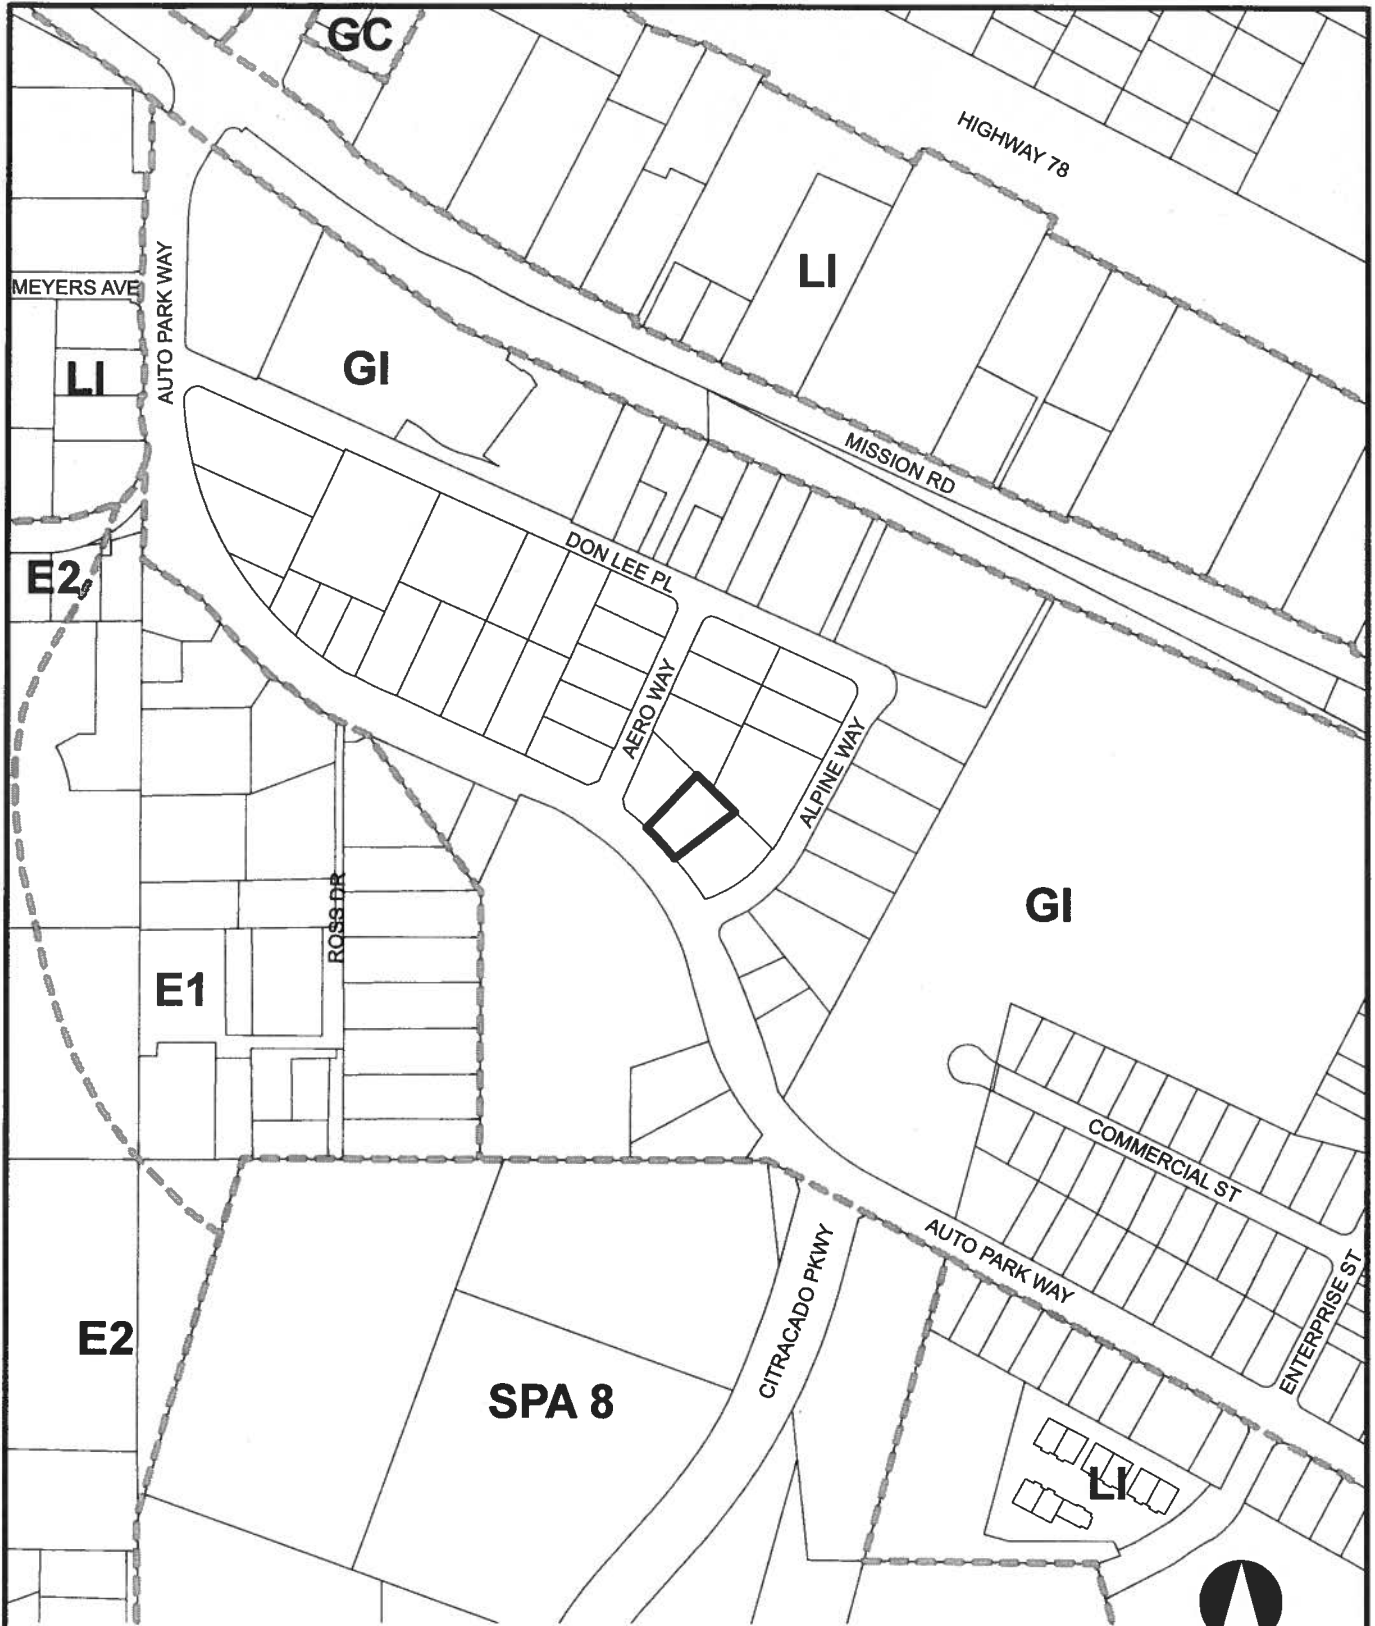 GC
HIGHWAY 78
LI
MEYERS AVE
AUTO PARK WAY
GI
LI
MISSION RD
DON LEE PL
E2
AERO WAY
ALPINE WAY
ROSS DR
GI
E1
COMMERCIAL ST
AUTO PARK WAY
CITRACADO PKWY
ENTERPRISE ST
E2
SPA 8
LI